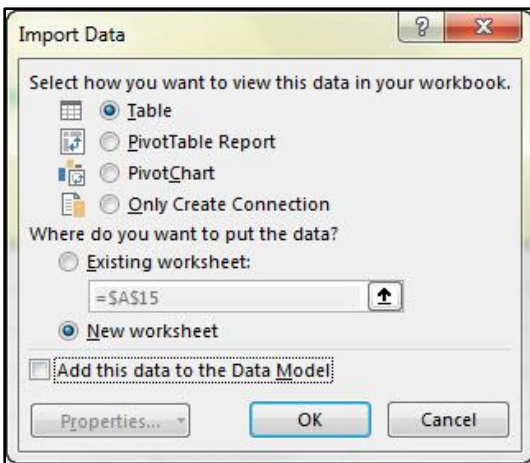 Import Data
?
X
Select how you want to view this data in your workbook.
Table
PivotTable Report
PivotChart
Only Create Connection
Where do you want to put the data?
Existing worksheet:
=$A$15
New worksheet
Add this data to the Data Model
Properties...
OK
Cancel